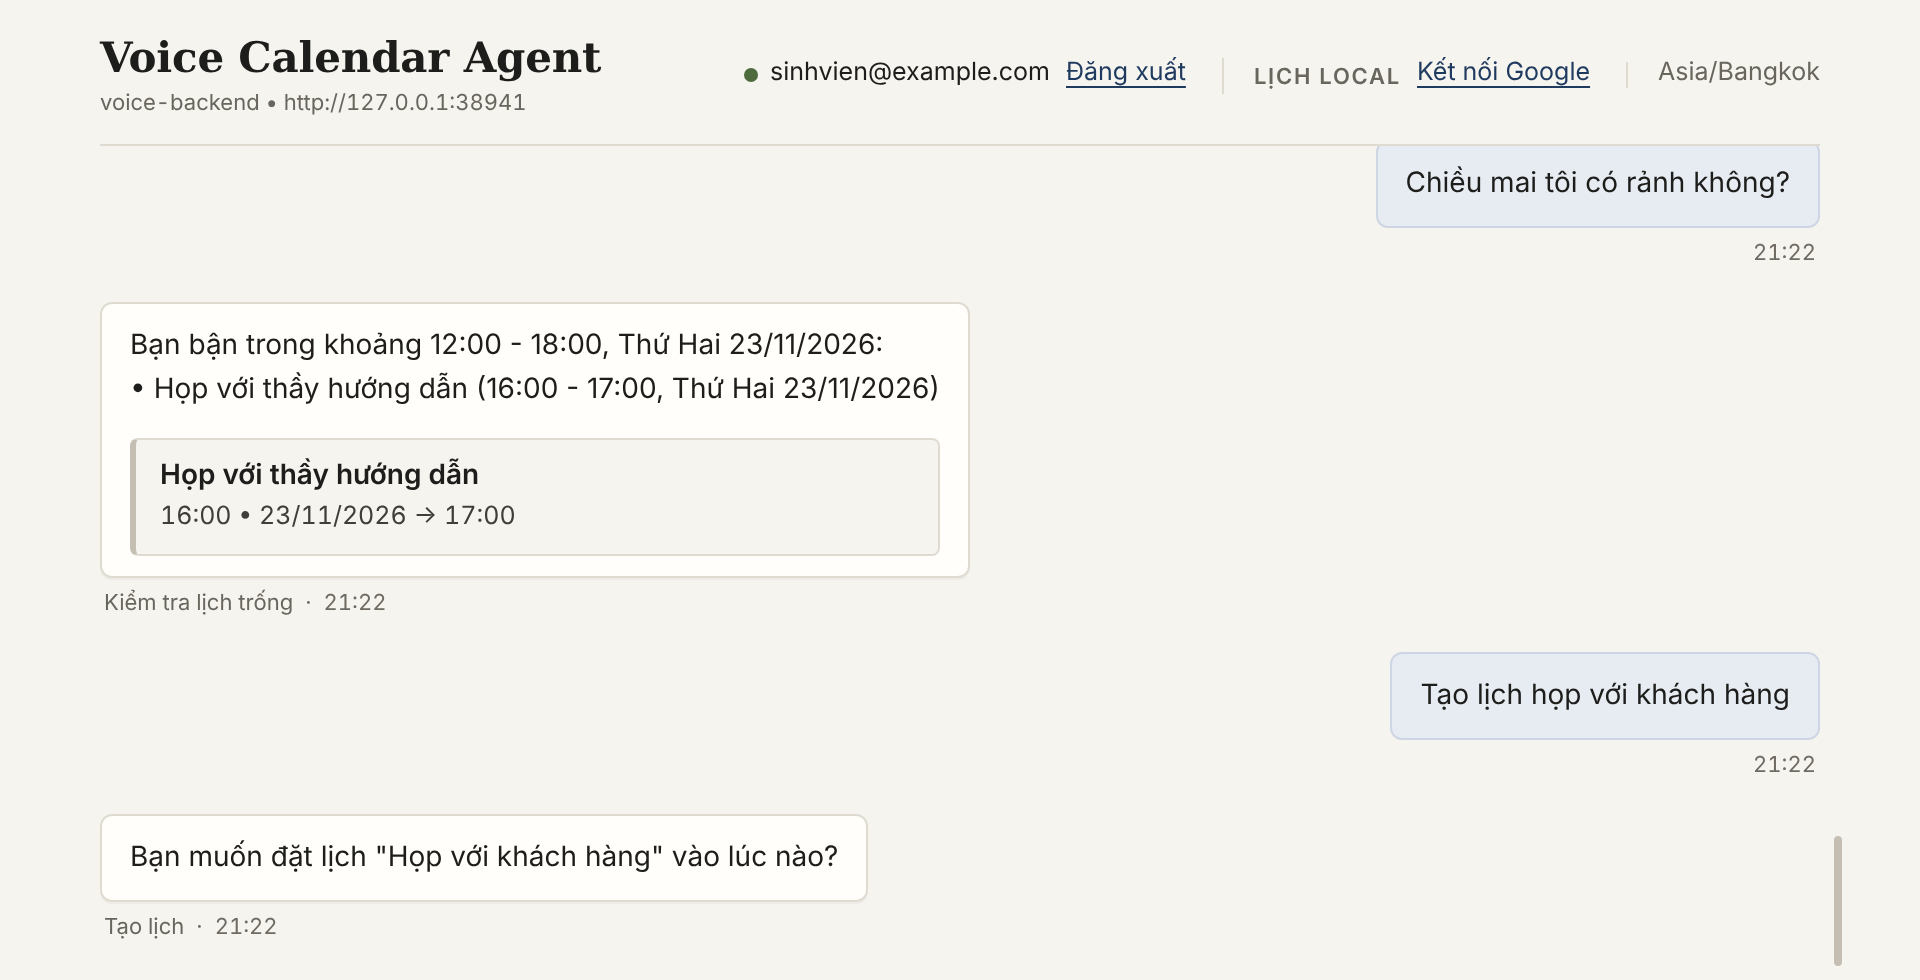 Voice Calendar Agent
voice-backend • http://127.0.0.1:38941
sinhvien@example.com Đăng xuất LỊCH LOCAL Kết nối Google Asia/Bangkok
Chiều mai tôi có rảnh không?
21:22
Bạn bận trong khoảng 12:00 - 18:00, Thứ Hai 23/11/2026:
• Họp với thầy hướng dẫn (16:00 - 17:00, Thứ Hai 23/11/2026)
Họp với thầy hướng dẫn
16:00 • 23/11/2026 → 17:00
Kiểm tra lịch trống · 21:22
Tạo lịch họp với khách hàng
21:22
Bạn muốn đặt lịch "Họp với khách hàng" vào lúc nào?
Tạo lịch · 21:22